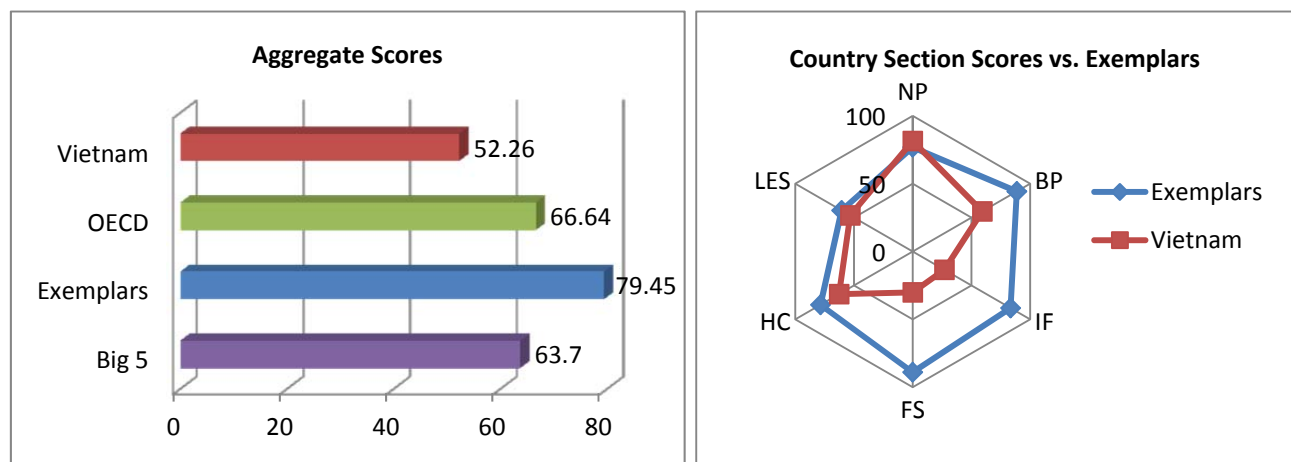 Aggregate Scores
Vietnam
52.26
OECD
66.64
Exemplars
79.45
Big 5
63.7
0 20 40 60 80
Country Section Scores vs. Exemplars
NP
100
LES
BP
50
0
HC
IF
FS
Exemplars
Vietnam